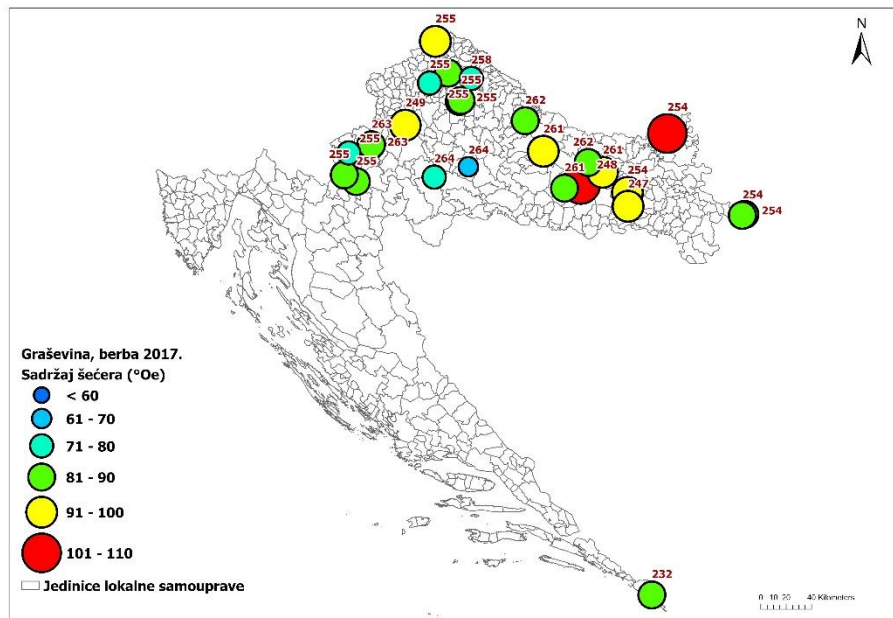 255
N
255
258
255
255
255
249
262
254
263
261
255
263
262
261
264
264
255
255
248
261
254
247
254
254
Graševina, berba 2017.
Sadržaj šećera (°Oe)
< 60
61 - 70
71 - 80
81 - 90
91 - 100
101 - 110
Jedinice lokalne samouprave
232
0 10 20 40 Kilometers